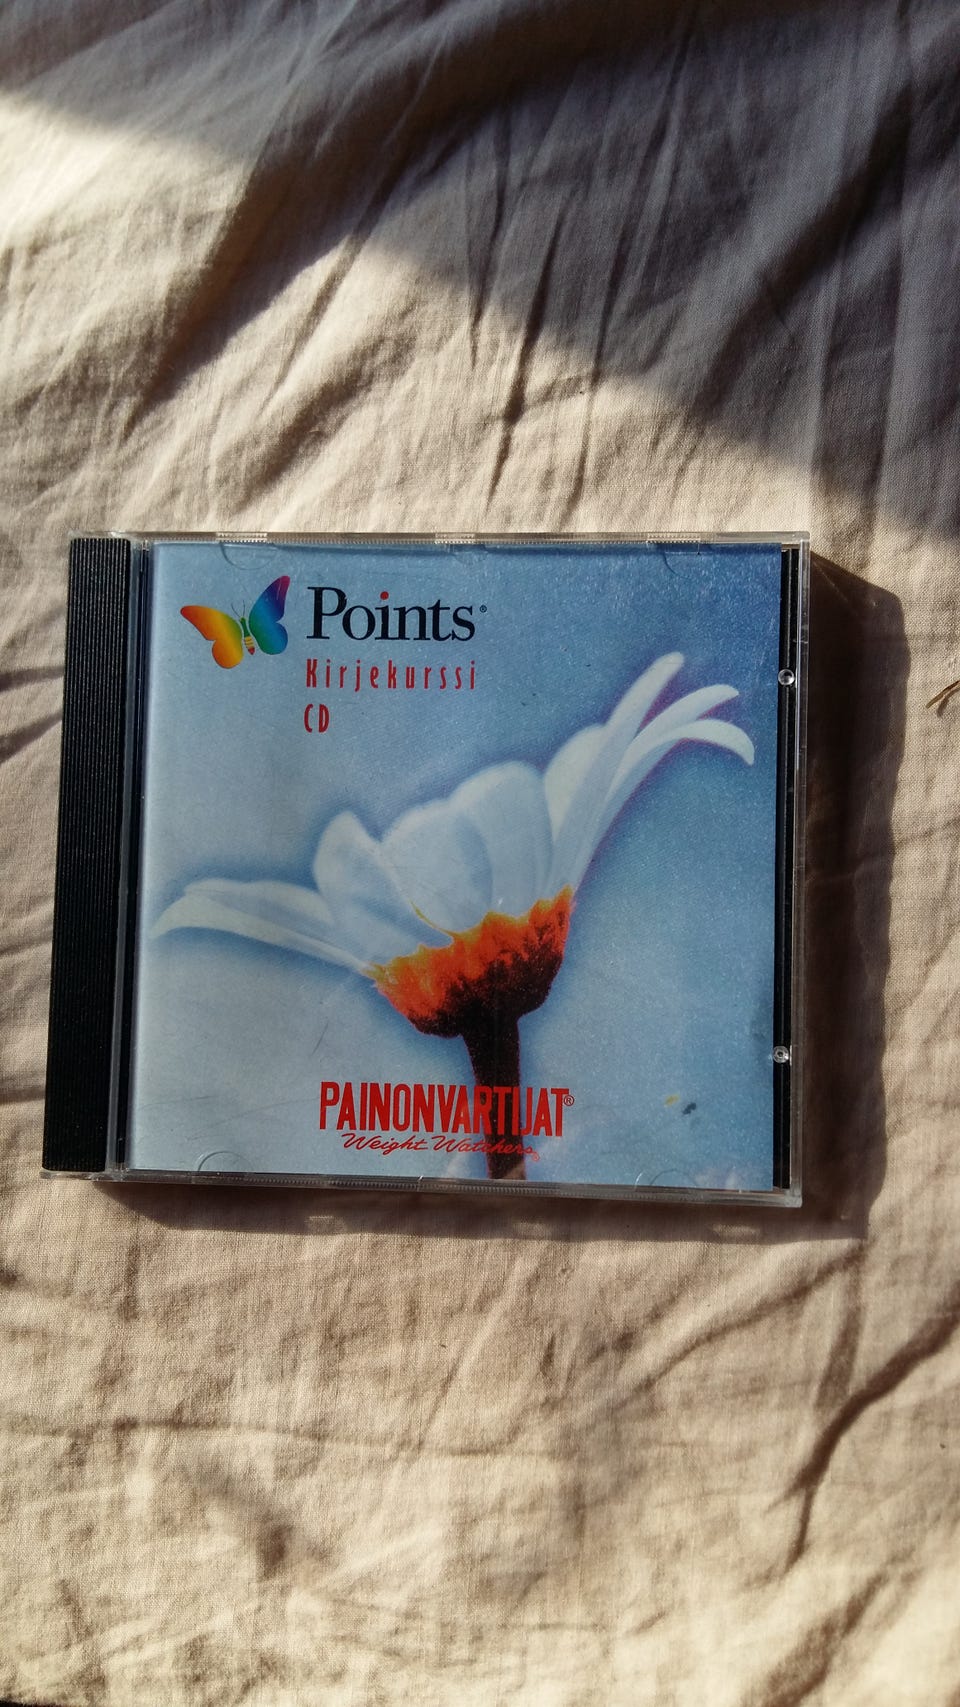 Points®
Kirjekurssi
CD
PAINONVARTIJAT®
Weight Watchers®